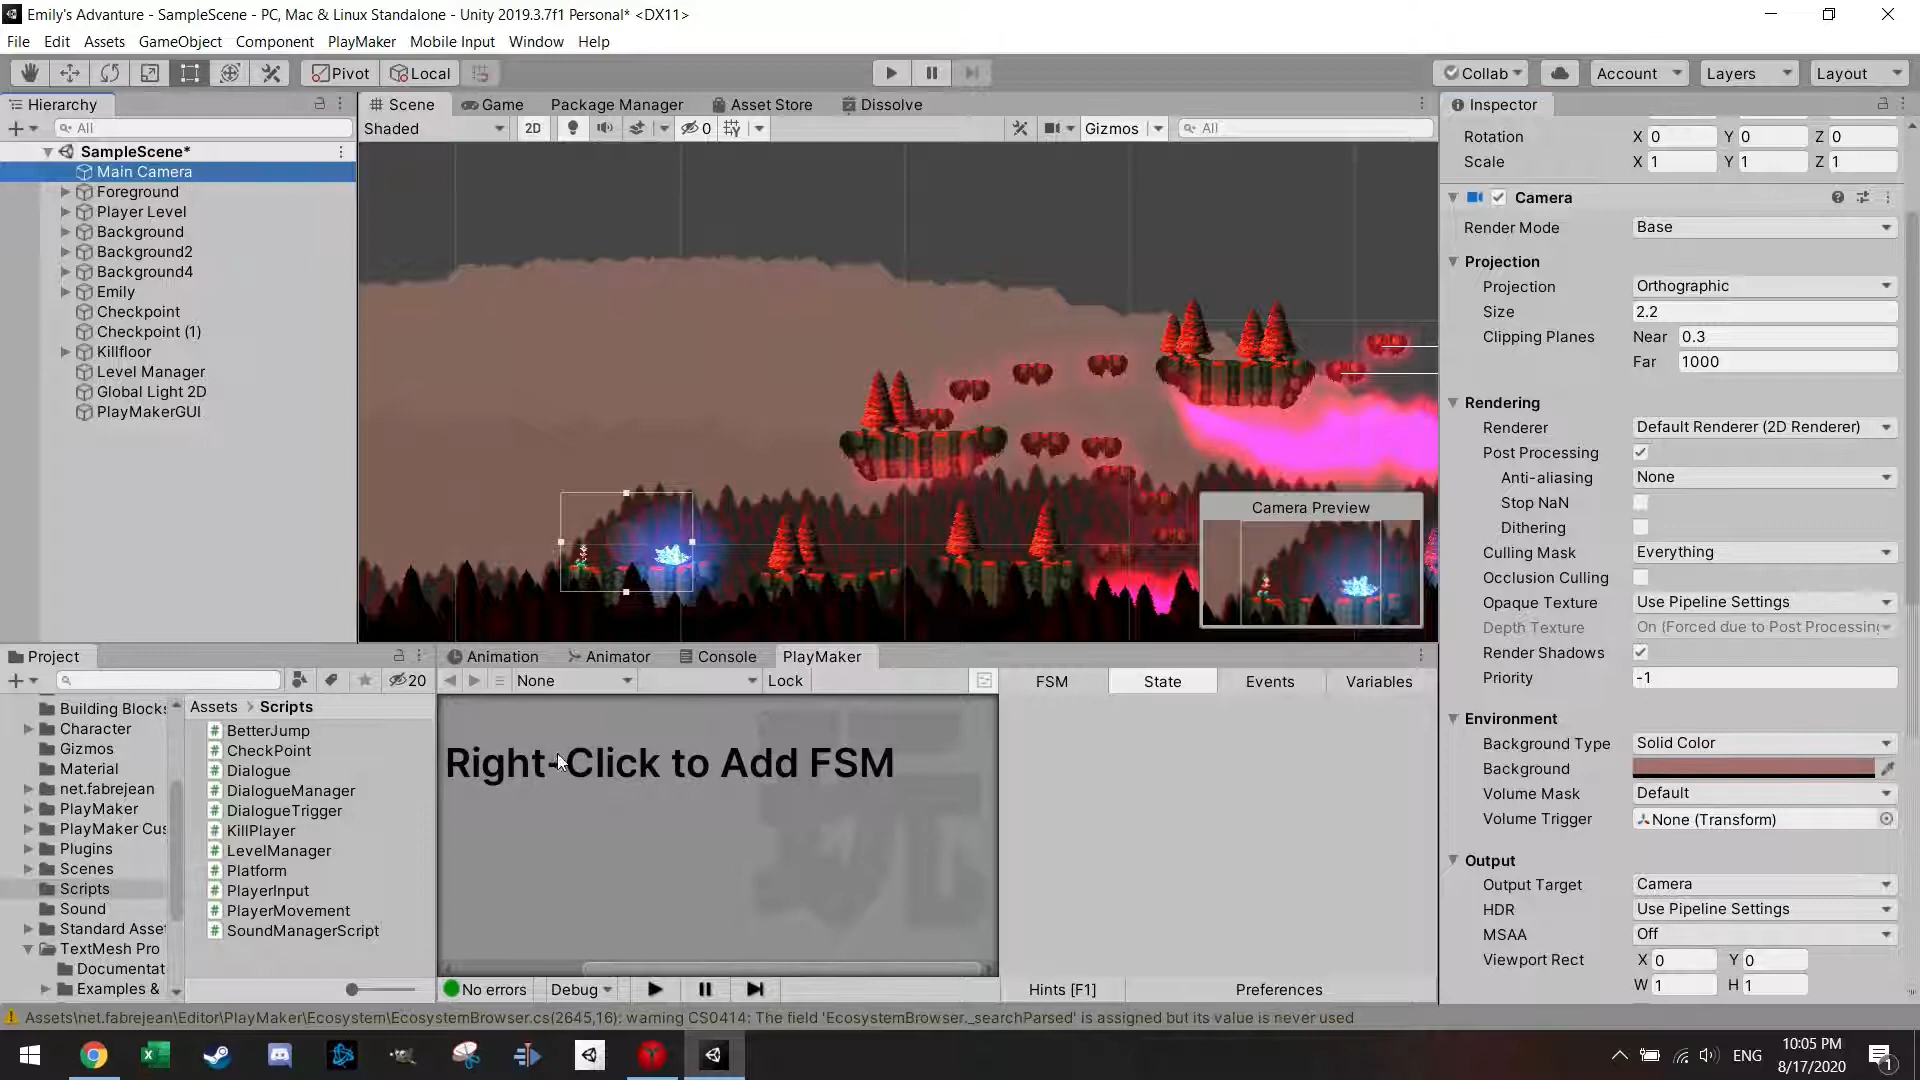 Emily's Advanture - SampleScene - PC, Mac & Linux Standalone - Unity 2019.3.7f1 Personal* <DX11>
File Edit Assets GameObject Component PlayMaker Mobile Input Window Help
Pivot Local Collab Account Layers Layout
Hierarchy
All
SampleScene*
Main Camera
Foreground
Player Level
Background
Background2
Background4
Emily
Checkpoint
Checkpoint (1)
Killfloor
Level Manager
Global Light 2D
PlayMakerGUI
Scene Game Package Manager Asset Store Dissolve
Shaded 2D 0 Gizmos All
Camera Preview
Inspector
Rotation X 0 Y 0 Z 0
Scale X 1 Y 1 Z 1
Camera
Render Mode Base
Projection
Projection Orthographic
Size 2.2
Clipping Planes Near 0.3
Far 1000
Rendering
Renderer Default Renderer (2D Renderer)
Post Processing
Anti-aliasing None
Stop NaN
Dithering
Culling Mask Everything
Occlusion Culling
Opaque Texture Use Pipeline Settings
Depth Texture On (Forced due to Post Processing
Render Shadows
Priority -1
Environment
Background Type Solid Color
Background
Volume Mask Default
Volume Trigger None (Transform)
Output
Output Target Camera
HDR Use Pipeline Settings
MSAA Off
Viewport Rect X 0 Y 0
W 1 H 1
Project
20
Building Blocks
Character
Gizmos
Material
net.fabrejean
PlayMaker
PlayMaker Cus
Plugins
Scenes
Scripts
Sound
Standard Asset
TextMesh Pro
Documentat
Examples &
Assets > Scripts
BetterJump
CheckPoint
Dialogue
DialogueManager
DialogueTrigger
KillPlayer
LevelManager
Platform
PlayerInput
PlayerMovement
SoundManagerScript
Animation Animator Console PlayMaker
None Lock
FSM State Events Variables
Right-Click to Add FSM
玩
No errors Debug
Hints [F1] Preferences
Assets\net.fabrejean\Editor\PlayMaker\Ecosystem\EcosystemBrowser.cs(2645,16): warning CS0414: The field 'EcosystemBrowser._searchParsed' is assigned but its value is never used
ENG
10:05 PM
8/17/2020
1